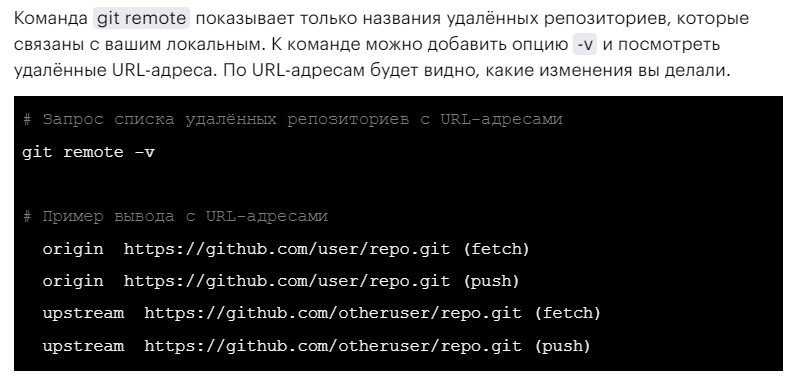 Команда git remote показывает только названия удалённых репозиториев, которые
связаны с вашим локальным. К команде можно добавить опцию -v и посмотреть
удалённые URL-адреса. По URL-адресам будет видно, какие изменения вы делали.
# Запрос списка удалённых репозиториев с URL-адресами
git remote -v
# Пример вывода с URL-адресами
origin https://github.com/user/repo.git (fetch)
origin https://github.com/user/repo.git (push)
upstream https://github.com/otheruser/repo.git (fetch)
upstream https://github.com/otheruser/repo.git (push)